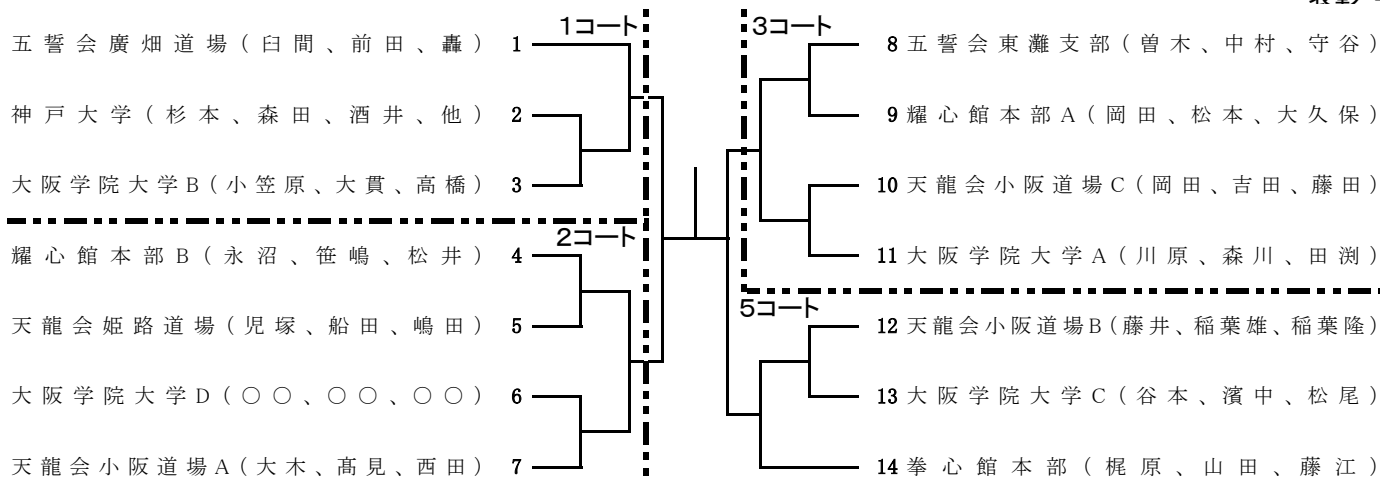 1コート
五誓会廣畑道場(臼間、前田、轟) 1
神戸大学(杉本、森田、酒井、他) 2
大阪学院大学B(小笠原、大貫、高橋) 3
2コート
耀心館本部B(永沼、笹嶋、松井) 4
天龍会姫路道場(児塚、船田、嶋田) 5
大阪学院大学D(○○、○○、○○) 6
天龍会小阪道場A(大木、髙見、西田) 7
3コート
8 五誓会東灘支部(曽木、中村、守谷)
9 耀心館本部A(岡田、松本、大久保)
10 天龍会小阪道場C(岡田、吉田、藤田)
11 大阪学院大学A(川原、森川、田渕)
5コート
12 天龍会小阪道場B(藤井、稲葉雄、稲葉隆)
13 大阪学院大学C(谷本、濱中、松尾)
14 拳心館本部(梶原、山田、藤江)